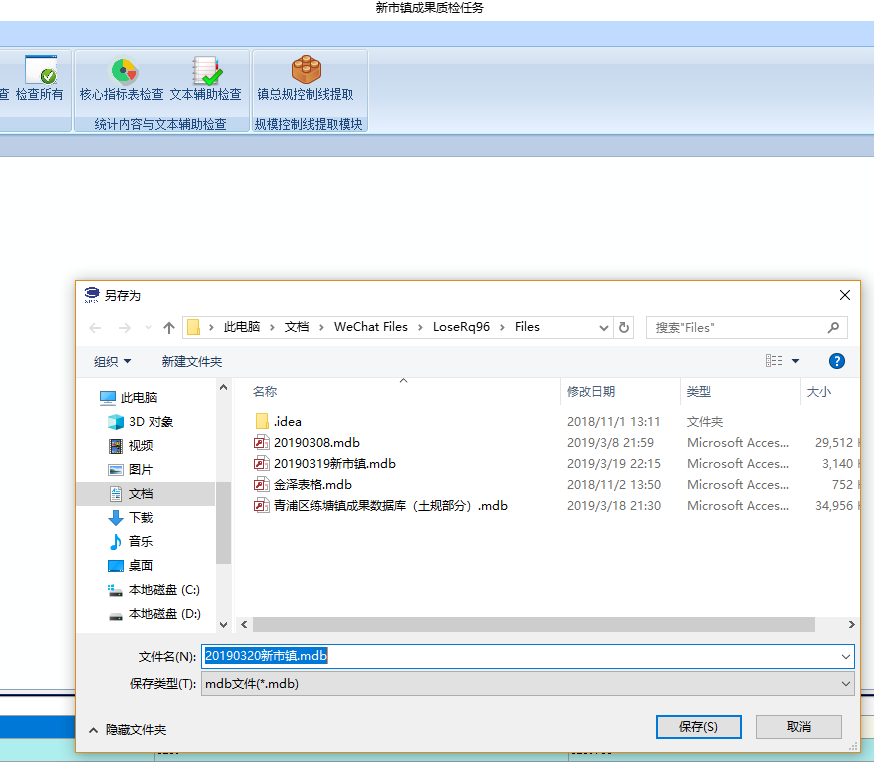 新市镇成果质检任务
查 检查所有 核心指标表检查 文本辅助检查 镇总规控制线提取
统计内容与文本辅助检查 规模控制线提取模块
另存为
此电脑 > 文档 > WeChat Files > LoseRq96 > Files 搜索"Files"
组织 新建文件夹
名称 修改日期 类型 大小
此电脑
3D 对象
视频
图片
文档
下载
音乐
桌面
本地磁盘 (C:)
本地磁盘 (D:)
.idea 2018/11/1 13:11 文件夹
20190308.mdb 2019/3/8 21:59 Microsoft Acces... 29,512
20190319新市镇.mdb 2019/3/19 22:15 Microsoft Acces... 3,140
金泽表格.mdb 2018/11/2 13:50 Microsoft Acces... 752
青浦区练塘镇成果数据库（土规部分）.mdb 2019/3/18 21:30 Microsoft Acces... 34,956
文件名(N): 20190320新市镇.mdb
保存类型(T): mdb文件(*.mdb)
隐藏文件夹 保存(S) 取消